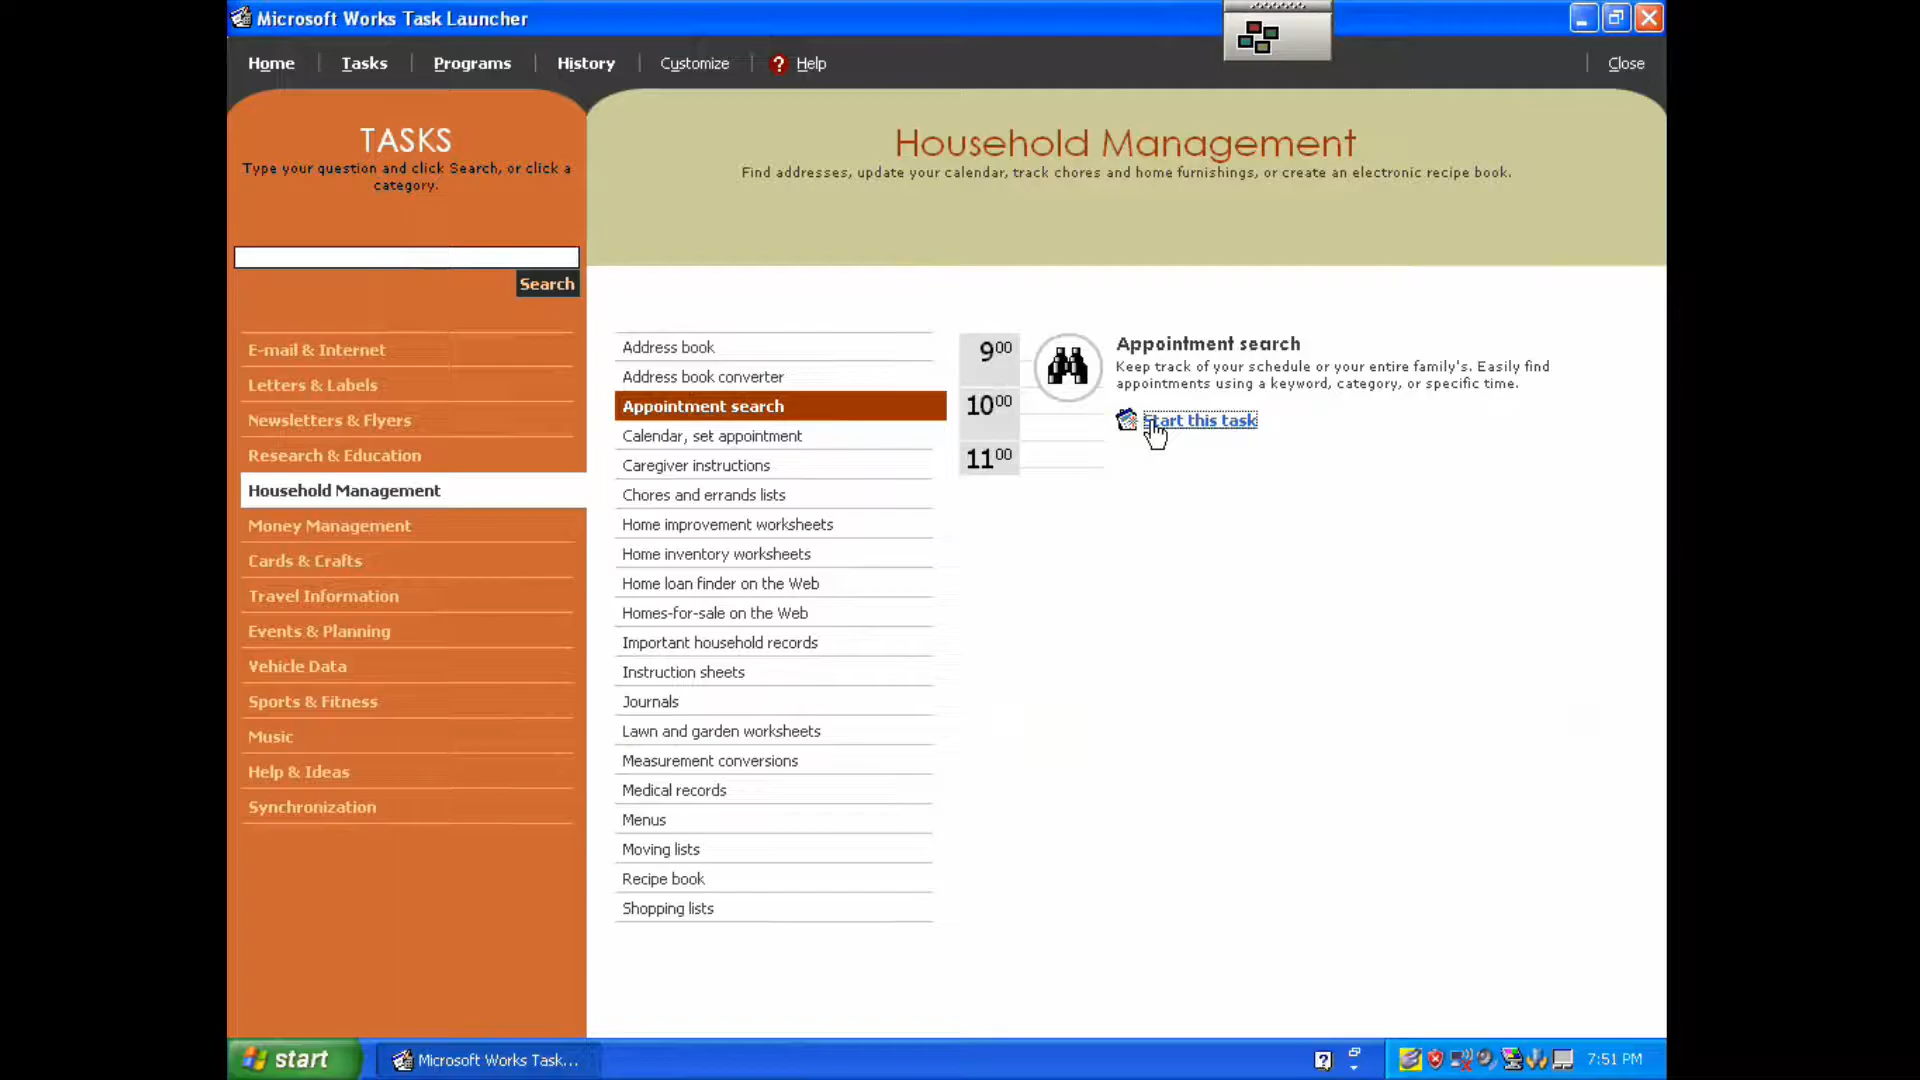 Microsoft Works Task Launcher
Home
Tasks
Programs
History
Customize
? Help
Close
TASKS
Type your question and click Search, or click a
category.
Search
E-mail & Internet
Letters & Labels
Newsletters & Flyers
Research & Education
Household Management
Money Management
Cards & Crafts
Travel Information
Events & Planning
Vehicle Data
Sports & Fitness
Music
Help & Ideas
Synchronization
Household Management
Find addresses, update your calendar, track chores and home furnishings, or create an electronic recipe book.
Address book
Address book converter
Appointment search
Calendar, set appointment
Caregiver instructions
Chores and errands lists
Home improvement worksheets
Home inventory worksheets
Home loan finder on the Web
Homes-for-sale on the Web
Important household records
Instruction sheets
Journals
Lawn and garden worksheets
Measurement conversions
Medical records
Menus
Moving lists
Recipe book
Shopping lists
9 00
10 00
11 00
Appointment search
Keep track of your schedule or your entire family's. Easily find
appointments using a keyword, category, or specific time.
Start this task
start
Microsoft Works Task...
?
7:51 PM